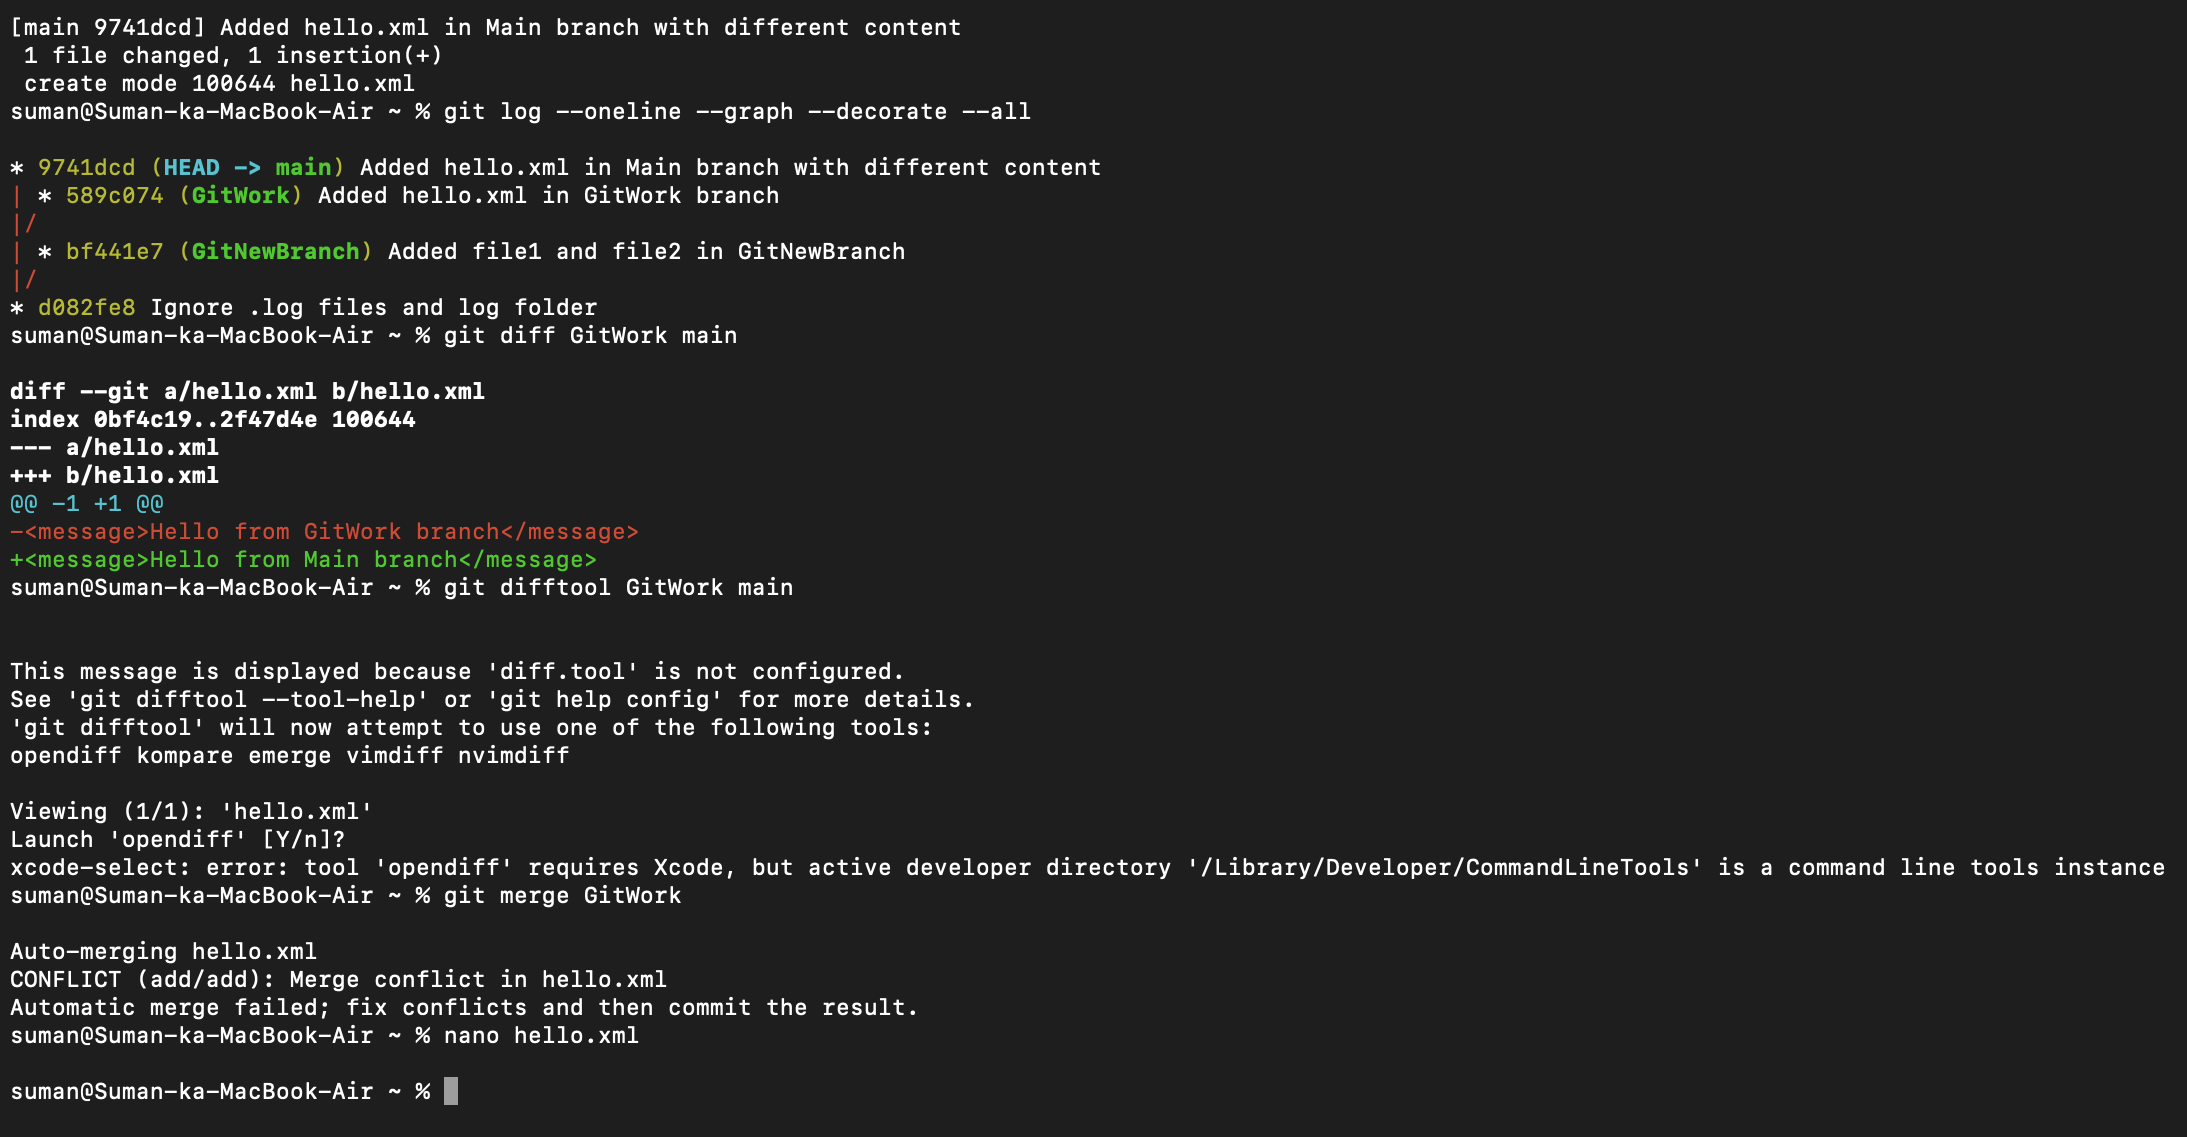 [main 9741dcd] Added hello.xml in Main branch with different content
 1 file changed, 1 insertion(+)
 create mode 100644 hello.xml
suman@Suman-ka-MacBook-Air ~ % git log --oneline --graph --decorate --all

* 9741dcd (HEAD -> main) Added hello.xml in Main branch with different content
| * 589c074 (GitWork) Added hello.xml in GitWork branch
|/
| * bf441e7 (GitNewBranch) Added file1 and file2 in GitNewBranch
|/
* d082fe8 Ignore .log files and log folder
suman@Suman-ka-MacBook-Air ~ % git diff GitWork main

diff --git a/hello.xml b/hello.xml
index 0bf4c19..2f47d4e 100644
--- a/hello.xml
+++ b/hello.xml
@@ -1 +1 @@
-<message>Hello from GitWork branch</message>
+<message>Hello from Main branch</message>
suman@Suman-ka-MacBook-Air ~ % git difftool GitWork main

This message is displayed because 'diff.tool' is not configured.
See 'git difftool --tool-help' or 'git help config' for more details.
'git difftool' will now attempt to use one of the following tools:
opendiff kompare emerge vimdiff nvimdiff

Viewing (1/1): 'hello.xml'
Launch 'opendiff' [Y/n]?
xcode-select: error: tool 'opendiff' requires Xcode, but active developer directory '/Library/Developer/CommandLineTools' is a command line tools instance
suman@Suman-ka-MacBook-Air ~ % git merge GitWork

Auto-merging hello.xml
CONFLICT (add/add): Merge conflict in hello.xml
Automatic merge failed; fix conflicts and then commit the result.
suman@Suman-ka-MacBook-Air ~ % nano hello.xml

suman@Suman-ka-MacBook-Air ~ %